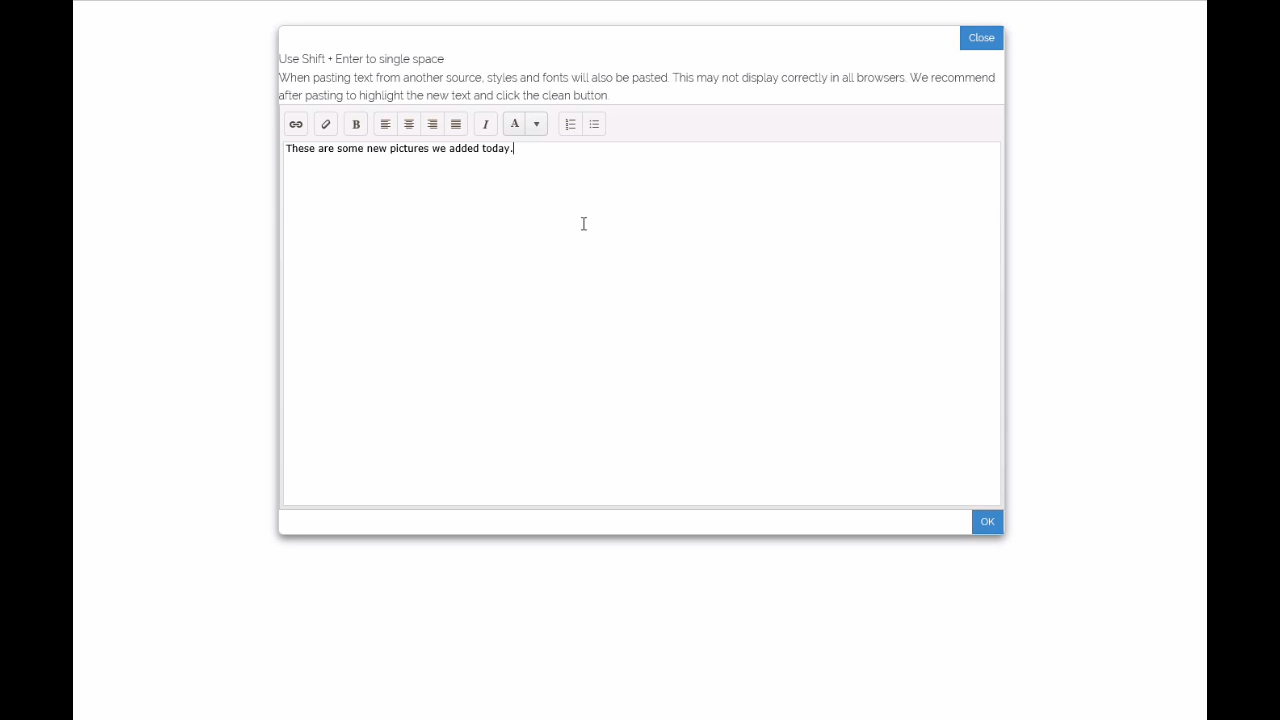 Close
Use Shift + Enter to single space
When pasting text from another source, styles and fonts will also be pasted. This may not display correctly in all browsers. We recommend
after pasting to highlight the new text and click the clean button.
B I A
These are some new pictures we added today.
OK